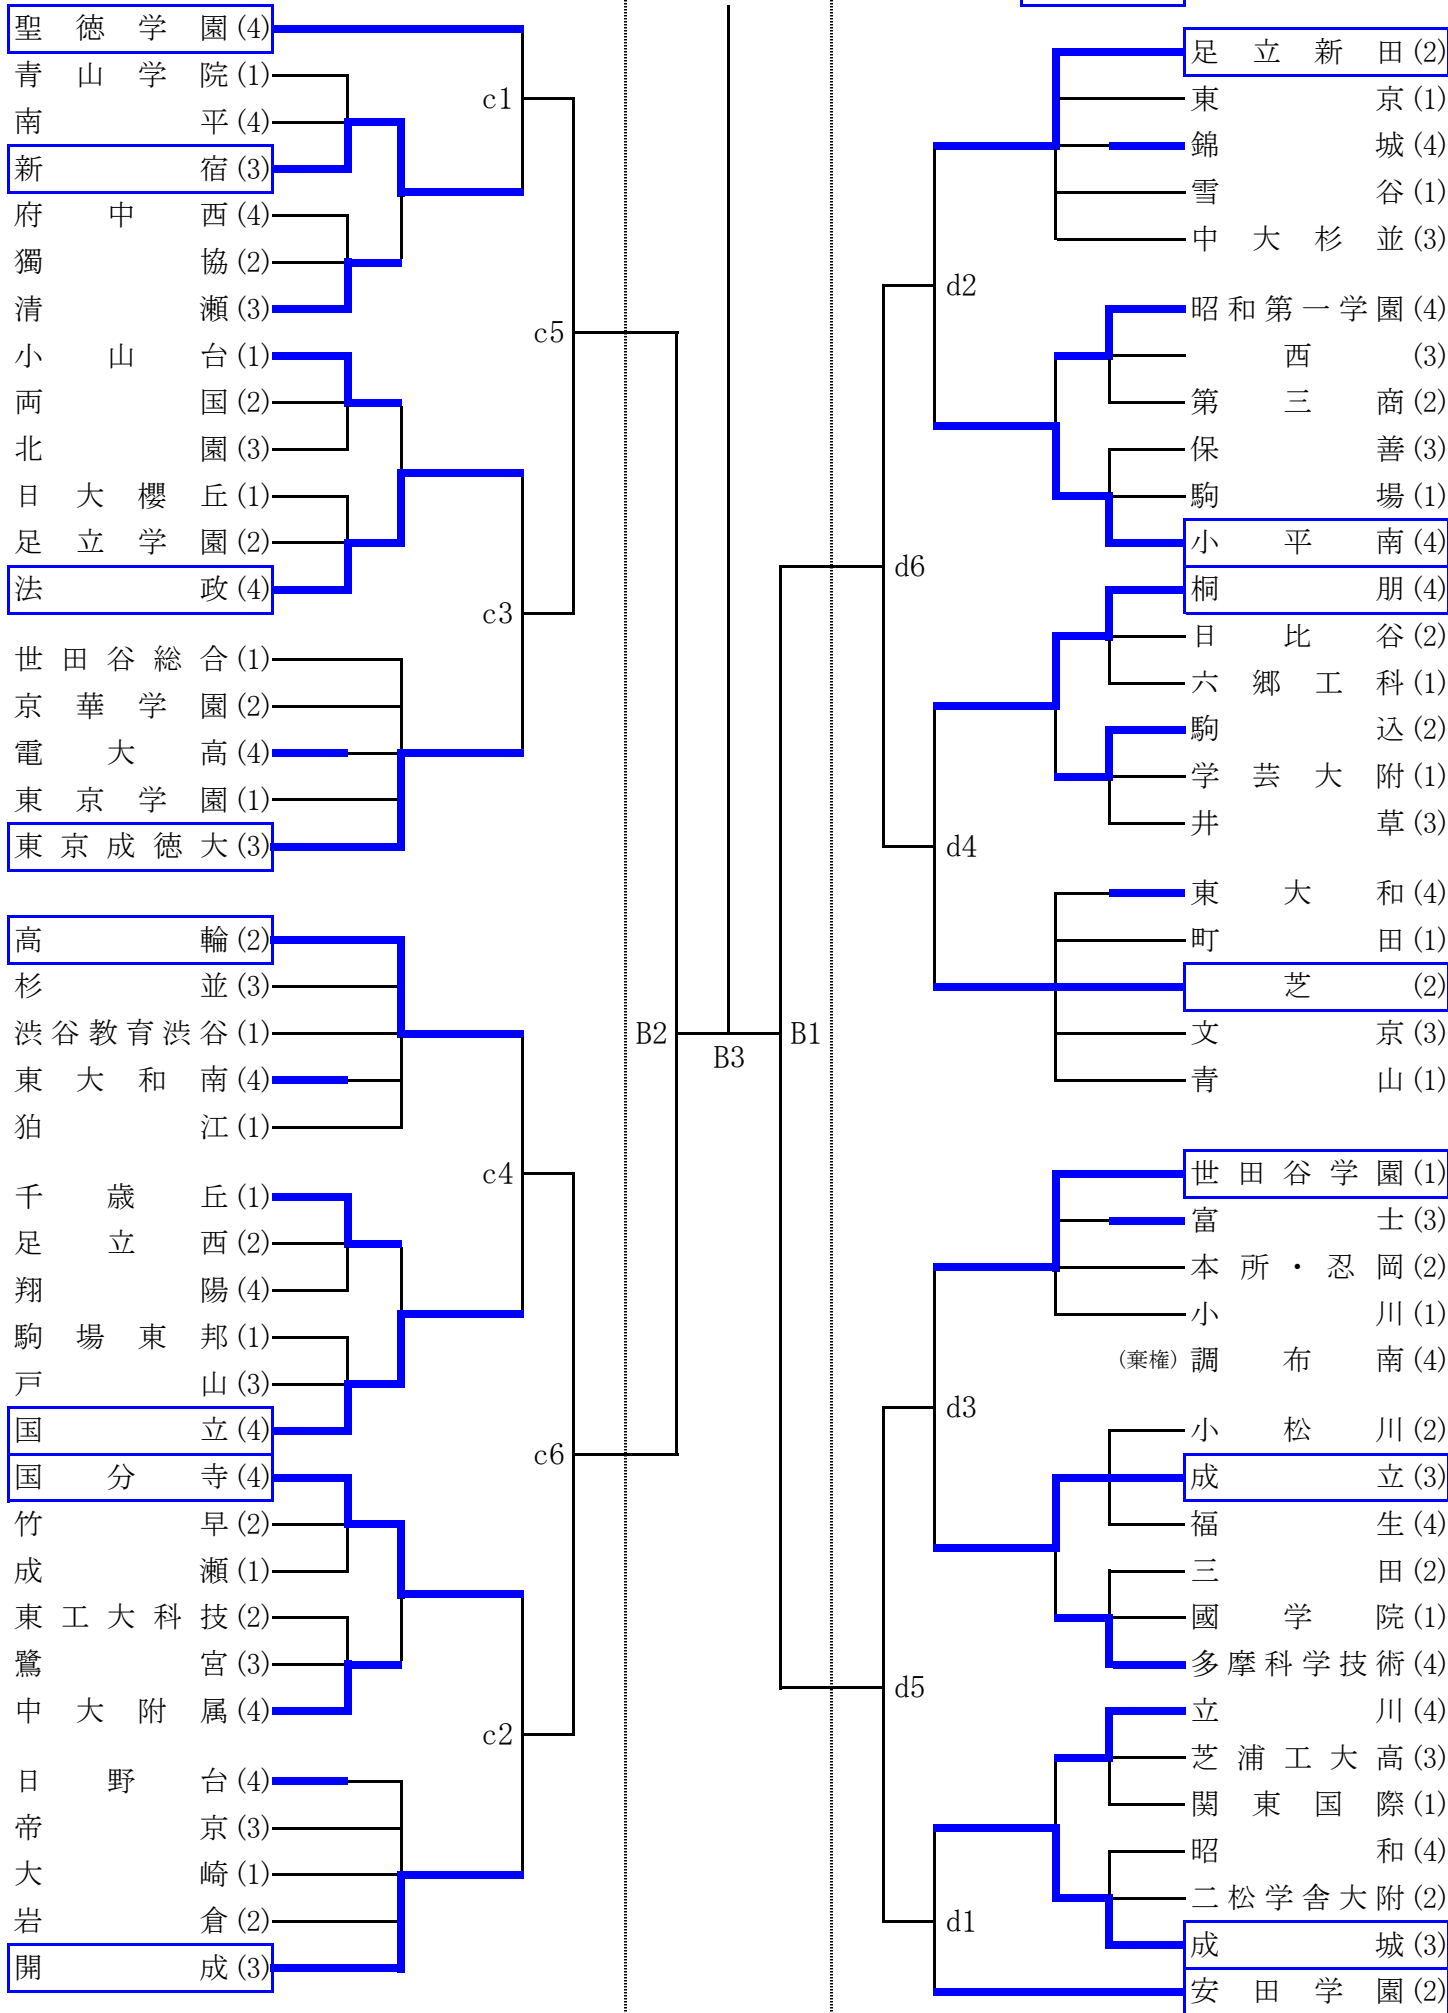 聖徳学園(4)
青山学院(1)
南平(4)
新宿(3)
府中西(4)
獨協(2)
清瀬(3)
小山台(1)
両国(2)
北園(3)
日大櫻丘(1)
足立学園(2)
法政(4)
世田谷総合(1)
京華学園(2)
電大高(4)
東京学園(1)
東京成徳大(3)
高輪(2)
杉並(3)
渋谷教育渋谷(1)
東大和南(4)
狛江(1)
千歳丘(1)
足立西(2)
翔陽(4)
駒場東邦(1)
戸山(3)
国立(4)
国分寺(4)
竹早(2)
成瀬(1)
東工大科技(2)
鷺宮(3)
中大附属(4)
日野台(4)
帝京(3)
大崎(1)
岩倉(2)
開成(3)
c1
c5
c3
c4
c6
c2
B2
B3
B1
d2
d6
d4
d3
d5
d1
足立新田(2)
東京(1)
錦城(4)
雪谷(1)
中大杉並(3)
昭和第一学園(4)
西(3)
第三商(2)
保善(3)
駒場(1)
小平南(4)
桐朋(4)
日比谷(2)
六郷工科(1)
駒込(2)
学芸大附(1)
井草(3)
東大和(4)
町田(1)
芝(2)
文京(3)
青山(1)
世田谷学園(1)
富士(3)
本所・忍岡(2)
小川(1)
(棄権)調布南(4)
小松川(2)
成立(3)
福生(4)
三田(2)
國学院(1)
多摩科学技術(4)
立川(4)
芝浦工大高(3)
関東国際(1)
昭和(4)
二松学舎大附(2)
成城(3)
安田学園(2)